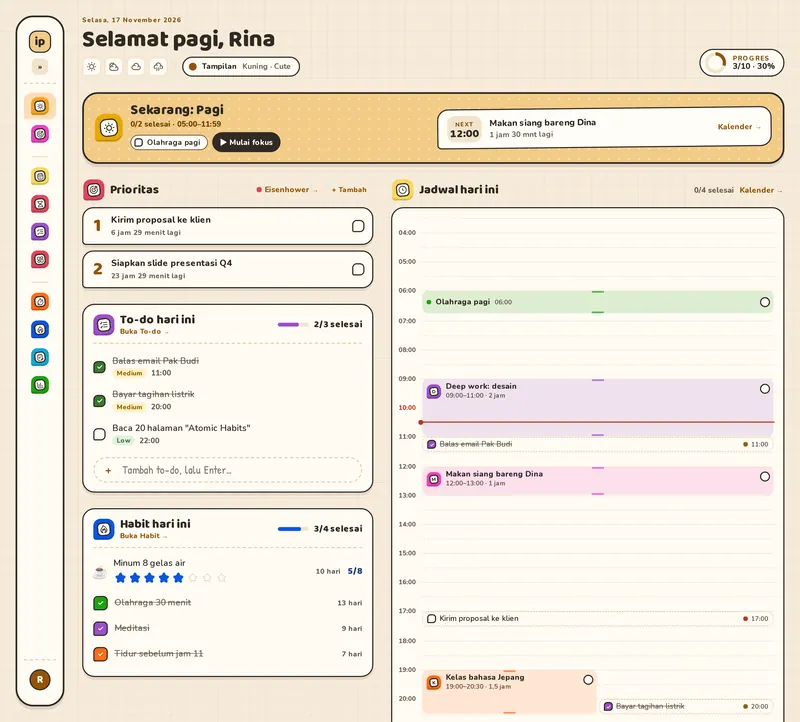 ip
»
Selasa, 17 November 2026
Selamat pagi, Rina
Tampilan Kuning · Cute
PROGRES
3/10 · 30%
Sekarang: Pagi
0/2 selesai · 05:00–11:59
Olahraga pagi
▶ Mulai fokus
NEXT
12:00
Makan siang bareng Dina
1 jam 30 mnt lagi
Kalender →
Prioritas
Eisenhower →
+ Tambah
1
Kirim proposal ke klien
6 jam 29 menit lagi
2
Siapkan slide presentasi Q4
23 jam 29 menit lagi
To-do hari ini
Buka To-do →
2/3 selesai
Balas email Pak Budi
Medium 11:00
Bayar tagihan listrik
Medium 20:00
Baca 20 halaman "Atomic Habits"
Low 22:00
+ Tambah to-do, lalu Enter...
Habit hari ini
Buka Habit →
3/4 selesai
Minum 8 gelas air
10 hari 5/8
Olahraga 30 menit
13 hari
Meditasi
9 hari
Tidur sebelum jam 11
7 hari
R
Jadwal hari ini
0/4 selesai Kalender →
04:00
05:00
06:00
Olahraga pagi 06:00
07:00
08:00
09:00
Deep work: desain
09:00–11:00 · 2 jam
10:00
11:00
Balas email Pak Budi
11:00
12:00
Makan siang bareng Dina
12:00–13:00 · 1 jam
13:00
14:00
15:00
16:00
17:00
Kirim proposal ke klien
17:00
18:00
19:00
Kelas bahasa Jepang
19:00–20:30 · 1,5 jam
20:00
Bayar tagihan listrik
20:00